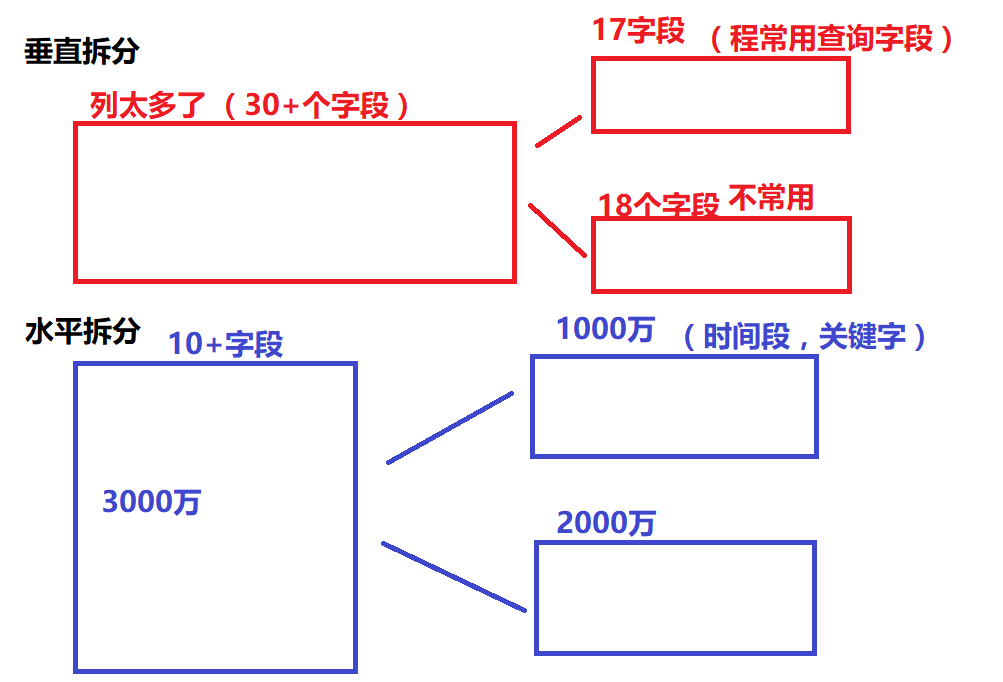 垂直拆分
列太多了（30+个字段）
17字段（程常用查询字段）
18个字段 不常用
水平拆分
10+字段
3000万
1000万（时间段，关键字）
2000万